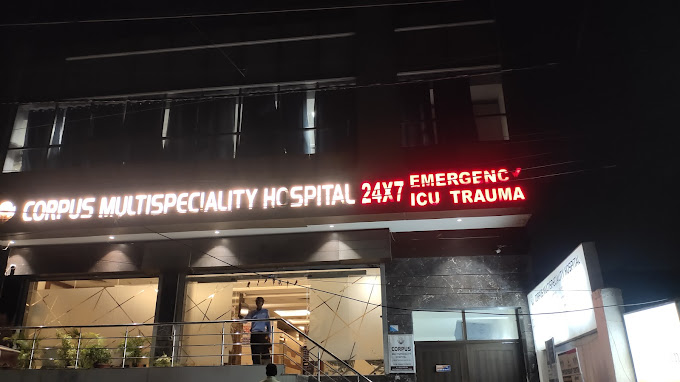 CORPUS MULTISPECIALITY HOSPITAL 24X7
EMERGENCY
ICU TRAUMA
CORPUS